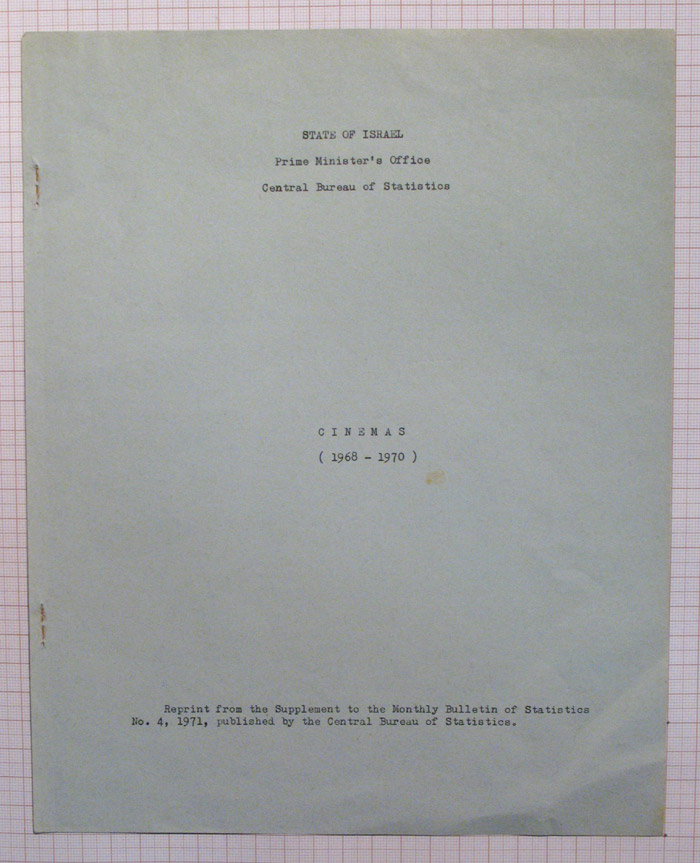 STATE OF ISRAEL
Prime Minister's Office
Central Bureau of Statistics
C I N E M A S
( 1968 - 1970 )
Reprint from the Supplement to the Monthly Bulletin of Statistics
No. 4, 1971, published by the Central Bureau of Statistics.